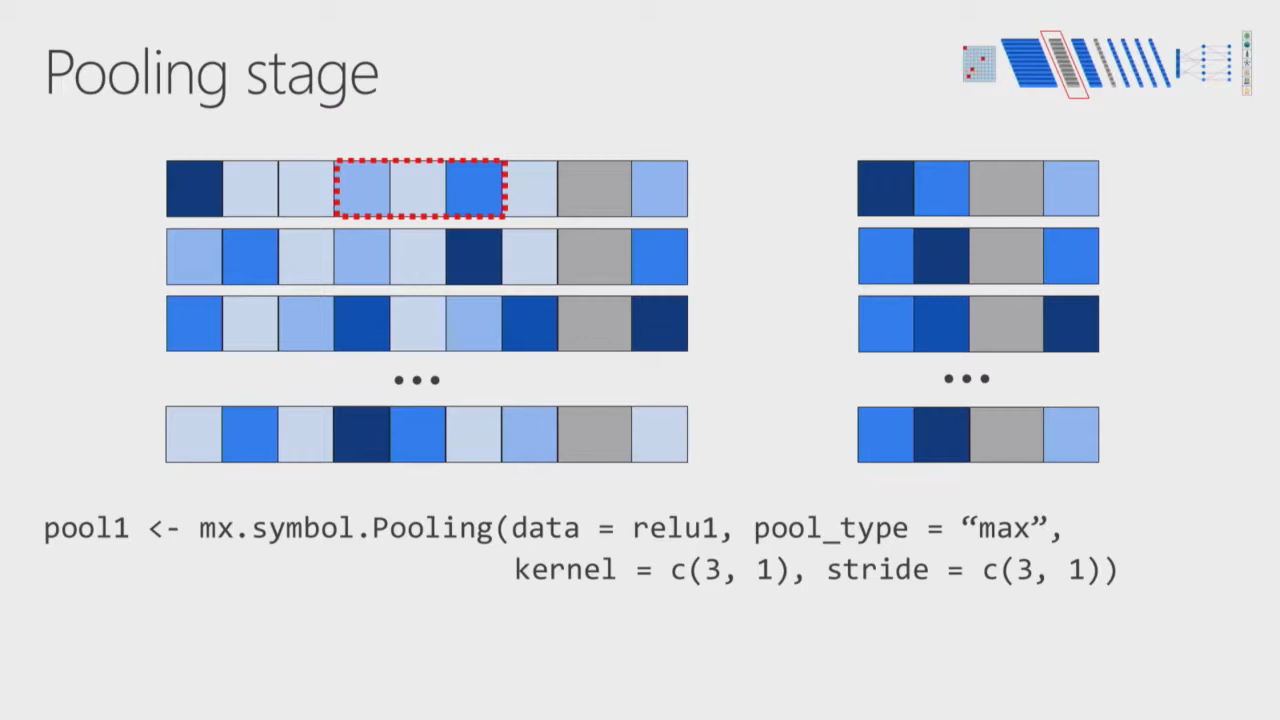 Pooling stage
pool1 <- mx.symbol.Pooling(data = relu1, pool_type = “max”,
kernel = c(3, 1), stride = c(3, 1))